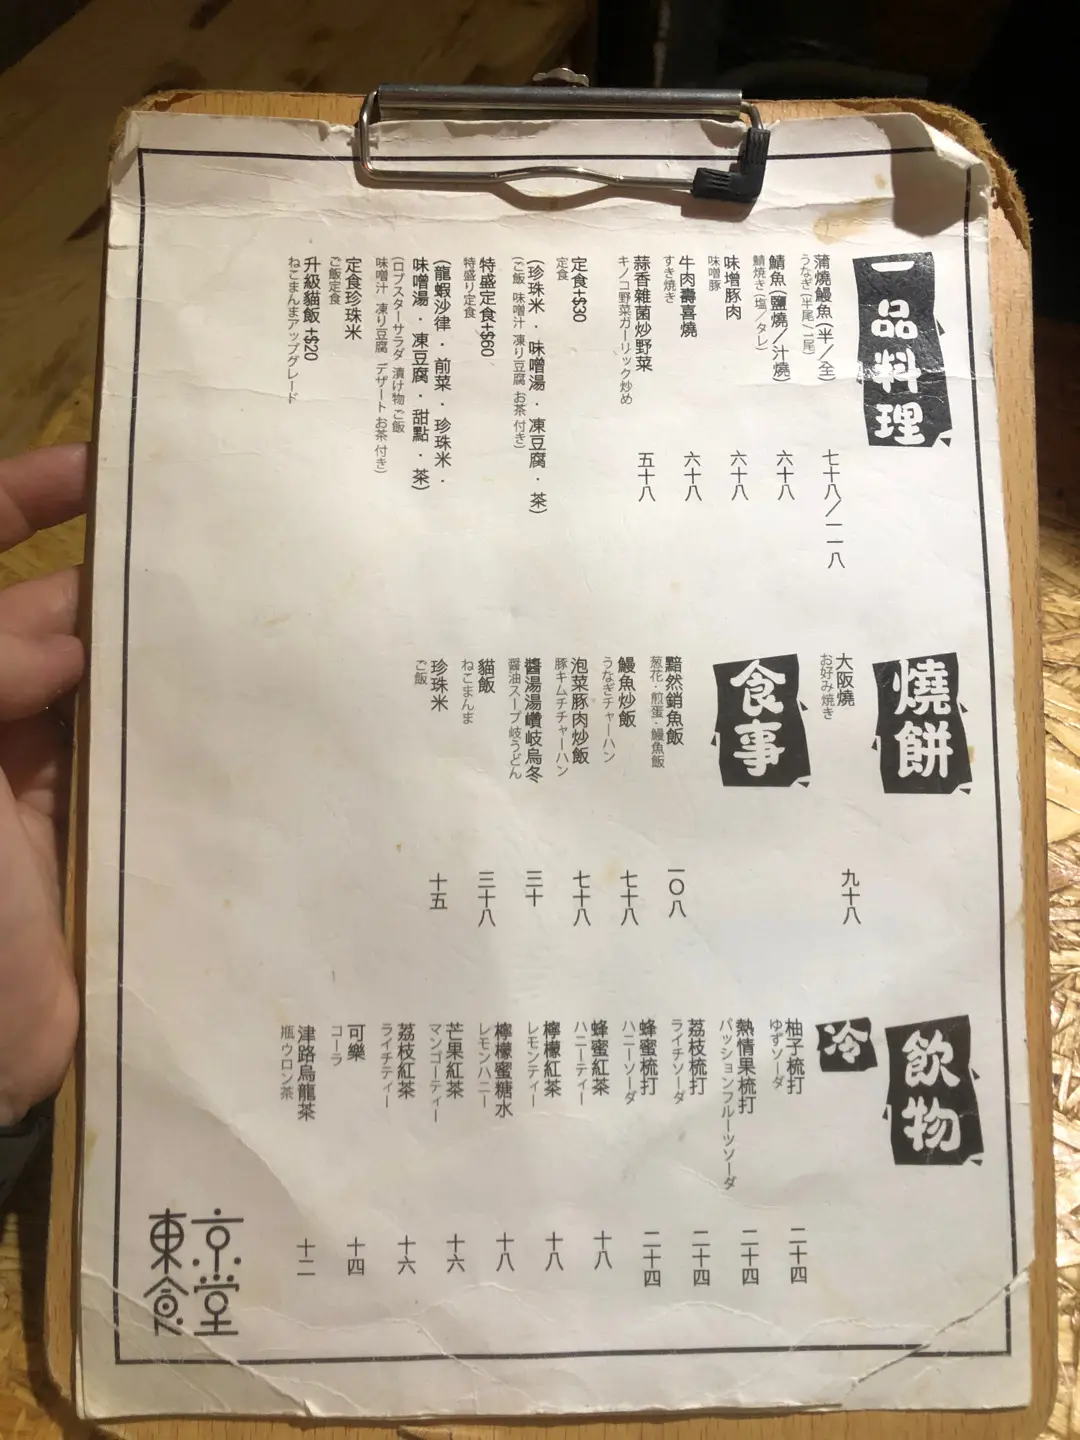 一品料理
蒲燒鰻魚(半／全)
うなぎ(半尾/一尾)
七十八／一一八
鯖魚(鹽燒／汁燒)
鯖焼き(塩／タレ)
六十八
味增豚肉
味噌豚
六十八
牛肉壽喜燒
すき焼き
六十八
蒜香雜菌炒野菜
キノコ野菜ガーリック炒め
五十八
定食+$30
定食
(珍珠米．味噌湯．凍豆腐．茶)
(ご飯 味噌汁 凍り豆腐 お茶 付き)
特盛定食+$60
特盛り定食
(龍蝦沙律．前菜．珍珠米．
味噌湯．凍豆腐．甜點．茶)
(ロブスターサラダ 漬け物 ご飯
味噌汁 凍り豆腐 デザート お茶 付き)
定食珍珠米
ご飯定食
升級貓飯+$20
ねこまんまアップグレード
燒餅
大阪燒
お好み焼き
九十八
食事
黯然銷魚飯
葱花・煎蛋・鰻魚飯
一〇八
鰻魚炒飯
うなぎチャーハン
七十八
泡菜豚肉炒飯
豚キムチチャーハン
七十八
醬湯湯讚岐烏冬
醤油スープ岐うどん
三十
貓飯
ねこまんま
三十八
珍珠米
ご飯
十五
飲物
冷
柚子梳打
ゆずソーダ
二十四
熱情果梳打
パッションフルーツソーダ
二十四
荔枝梳打
ライチソーダ
二十四
蜂蜜梳打
ハニーソーダ
二十四
蜂蜜紅茶
ハニーティー
十八
檸檬紅茶
レモンティー
十八
檸檬蜜糖水
レモンハニー
十八
芒果紅茶
マンゴーティー
十六
荔枝紅茶
ライチティー
十六
可樂
コーラ
十四
津路烏龍茶
瓶ウロン茶
十二
東京
食堂